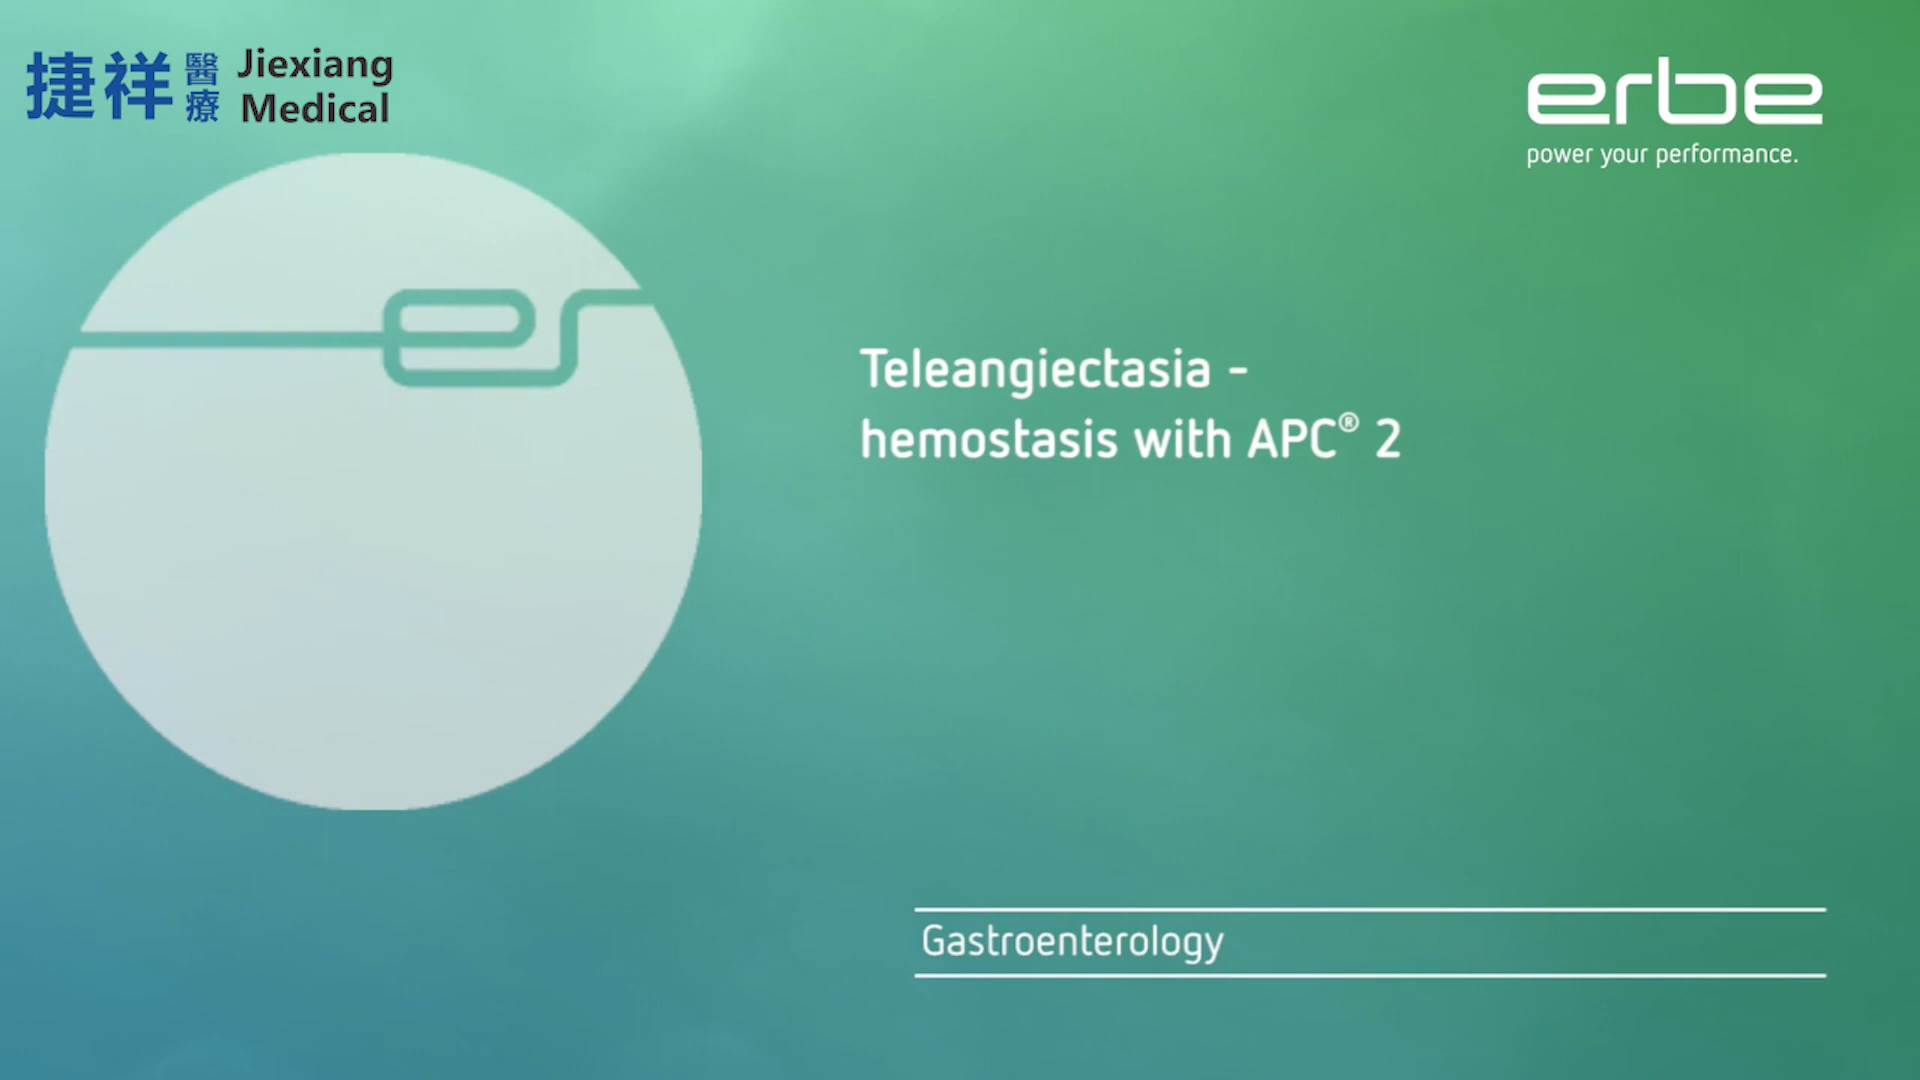 捷祥
醫療
Jiexiang
Medical
erbe
power your performance.
Teleangiectasia -
hemostasis with APC® 2
Gastroenterology